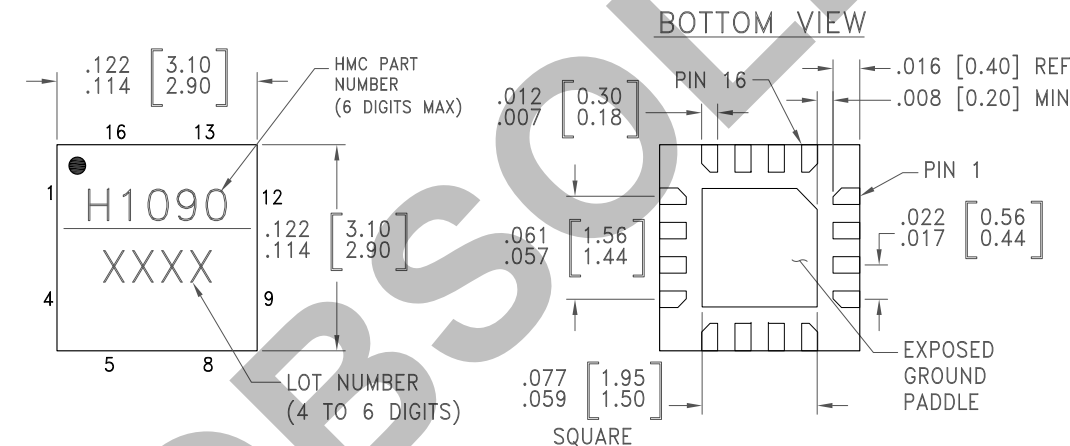 BOTTOM VIEW
.122 [3.10]
.114 [2.90]
HMC PART
NUMBER
(6 DIGITS MAX)
16 13
1
4
12
9
5 8
H1090
XXXX
.122 [3.10]
.114 [2.90]
LOT NUMBER
(4 TO 6 DIGITS)
.012 [0.30]
.007 [0.18]
PIN 16
.016 [0.40] REF
.008 [0.20] MIN
PIN 1
.022 [0.56]
.017 [0.44]
.061 [1.56]
.057 [1.44]
EXPOSED
GROUND
PADDLE
.077 [1.95]
.059 [1.50]
SQUARE
OBSOL